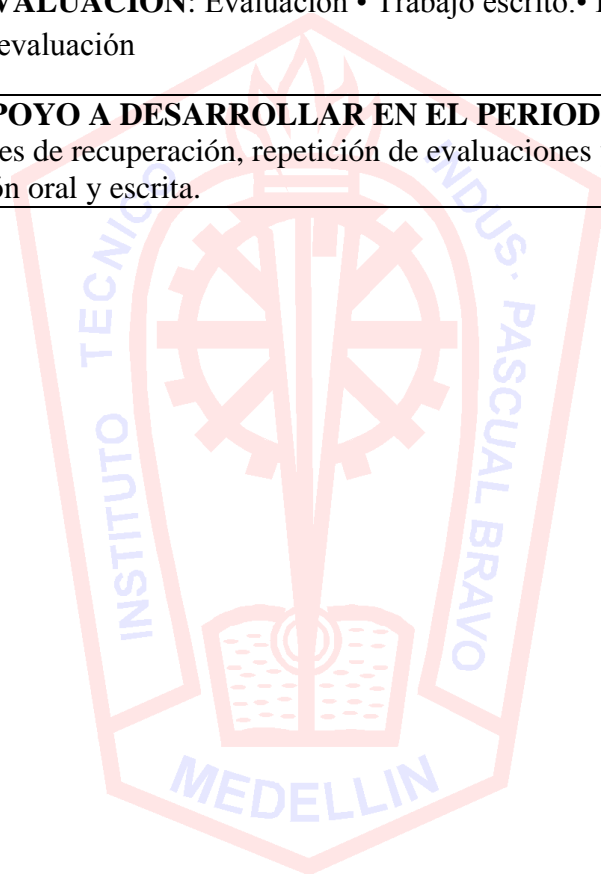 VALUACIÓN: Evaluación • Trabajo escrito.•
evaluación
POYO A DESARROLLAR EN EL PERIOD
es de recuperación, repetición de evaluaciones
ón oral y escrita.
INSTITUTO TECNICO INDUS. PASCUAL BRAVO
MEDELLIN